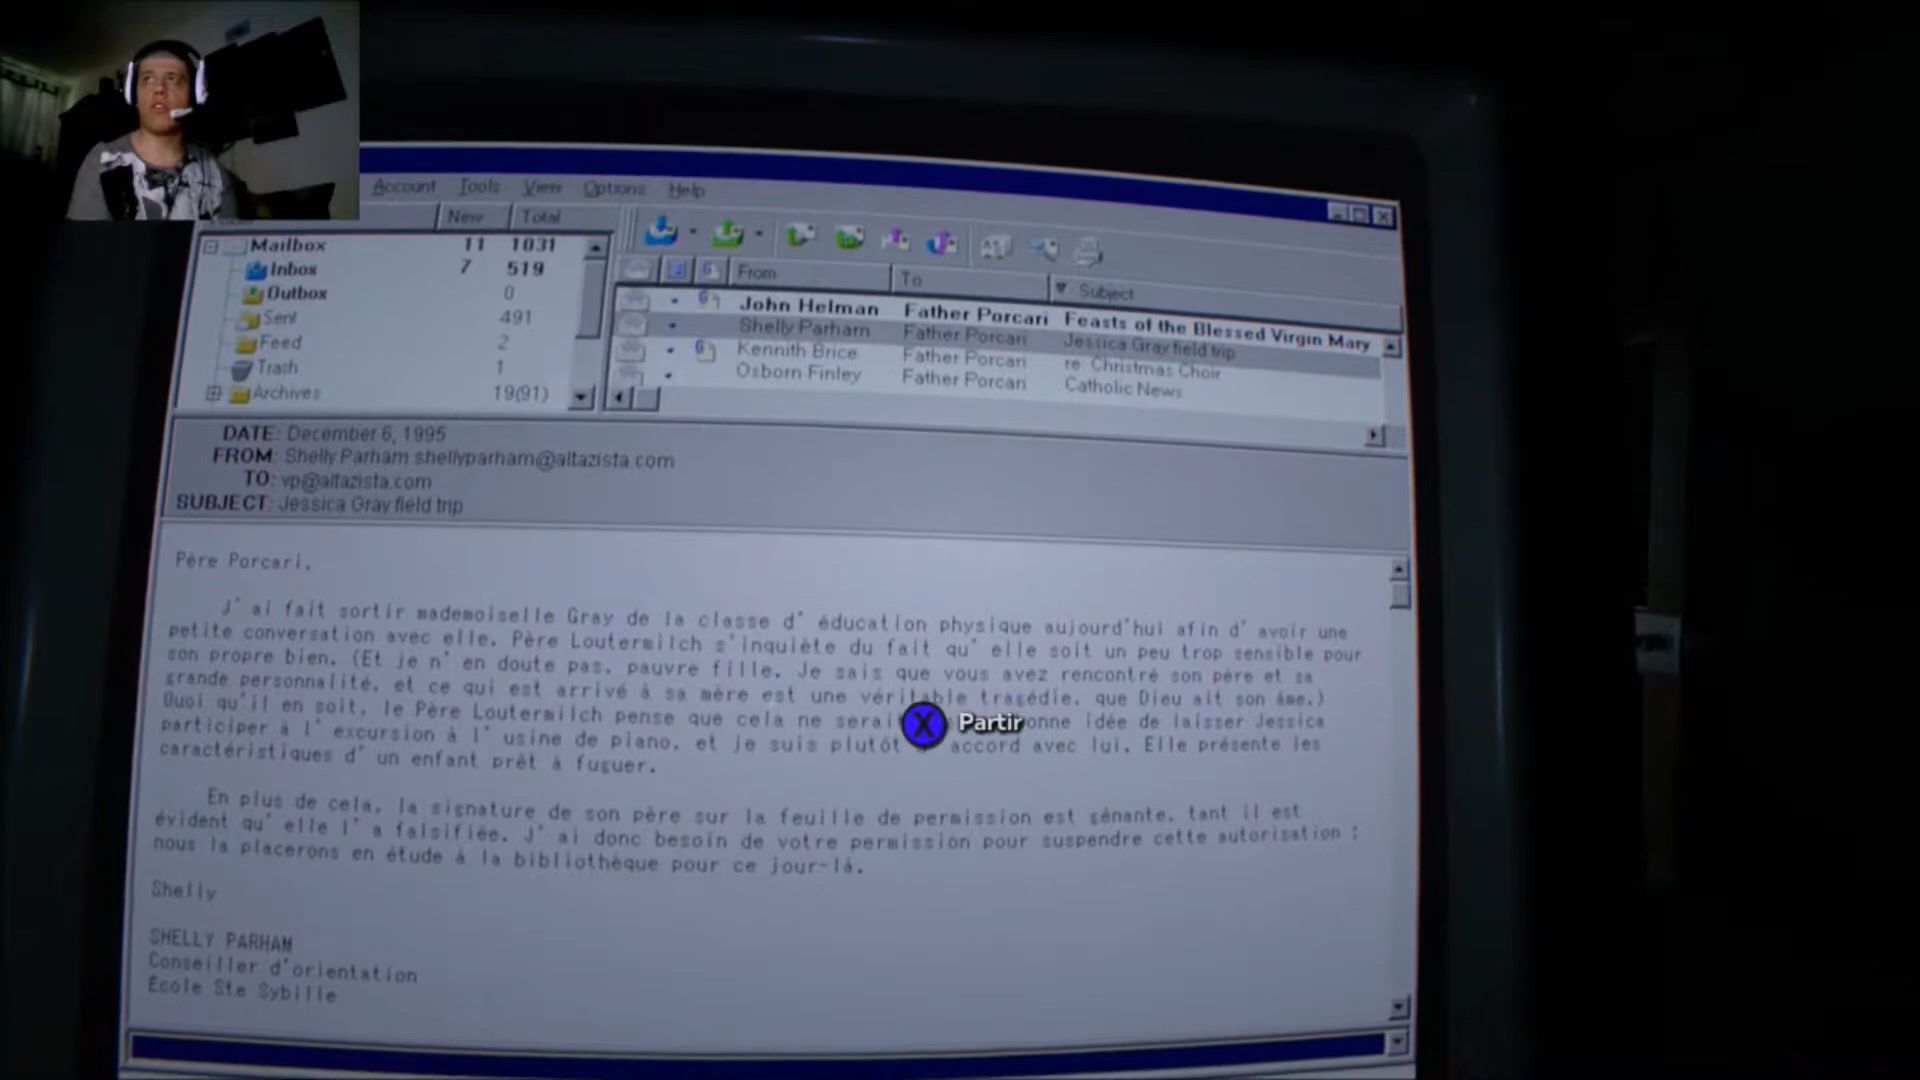 Account Tools View Options Help
New Total
Mailbox 11 1031
Inbox 7 519
Outbox 0
Sent 491
Feed 2
Trash 1
Archives 19(91)
From To Subject
John Helman Father Porcari Feasts of the Blessed Virgin Mary
Shelly Parham Father Porcari Jessica Gray field trip
Kennith Brice Father Porcari re: Christmas Choir
Osborn Finley Father Porcari Catholic News
DATE: December 6, 1995
FROM: Shelly Parham shellyparham@altazista.com
TO: vp@altazista.com
SUBJECT: Jessica Gray field trip
Père Porcari,
J'ai fait sortir mademoiselle Gray de la classe d'éducation physique aujourd'hui afin d'avoir une
petite conversation avec elle. Père Loutermilch s'inquiète du fait qu'elle soit un peu trop sensible pour
son propre bien. (Et je n'en doute pas, pauvre fille. Je sais que vous avez rencontré son père et sa
grande personnalité, et ce qui est arrivé à sa mère est une véritable tragédie, que Dieu ait son âme.)
Quoi qu'il en soit, le Père Loutermilch pense que cela ne serai onne idée de laisser Jessica
participer à l'excursion à l'usine de piano, et je suis plutôt accord avec lui. Elle présente les
caractéristiques d'un enfant prêt à fuguer.
X Partir
En plus de cela, la signature de son père sur la feuille de permission est gênante, tant il est
évident qu'elle l'a falsifiée. J'ai donc besoin de votre permission pour suspendre cette autorisation :
nous la placerons en étude à la bibliothèque pour ce jour-là.
Shelly
SHELLY PARHAM
Conseiller d'orientation
École Ste Sybille